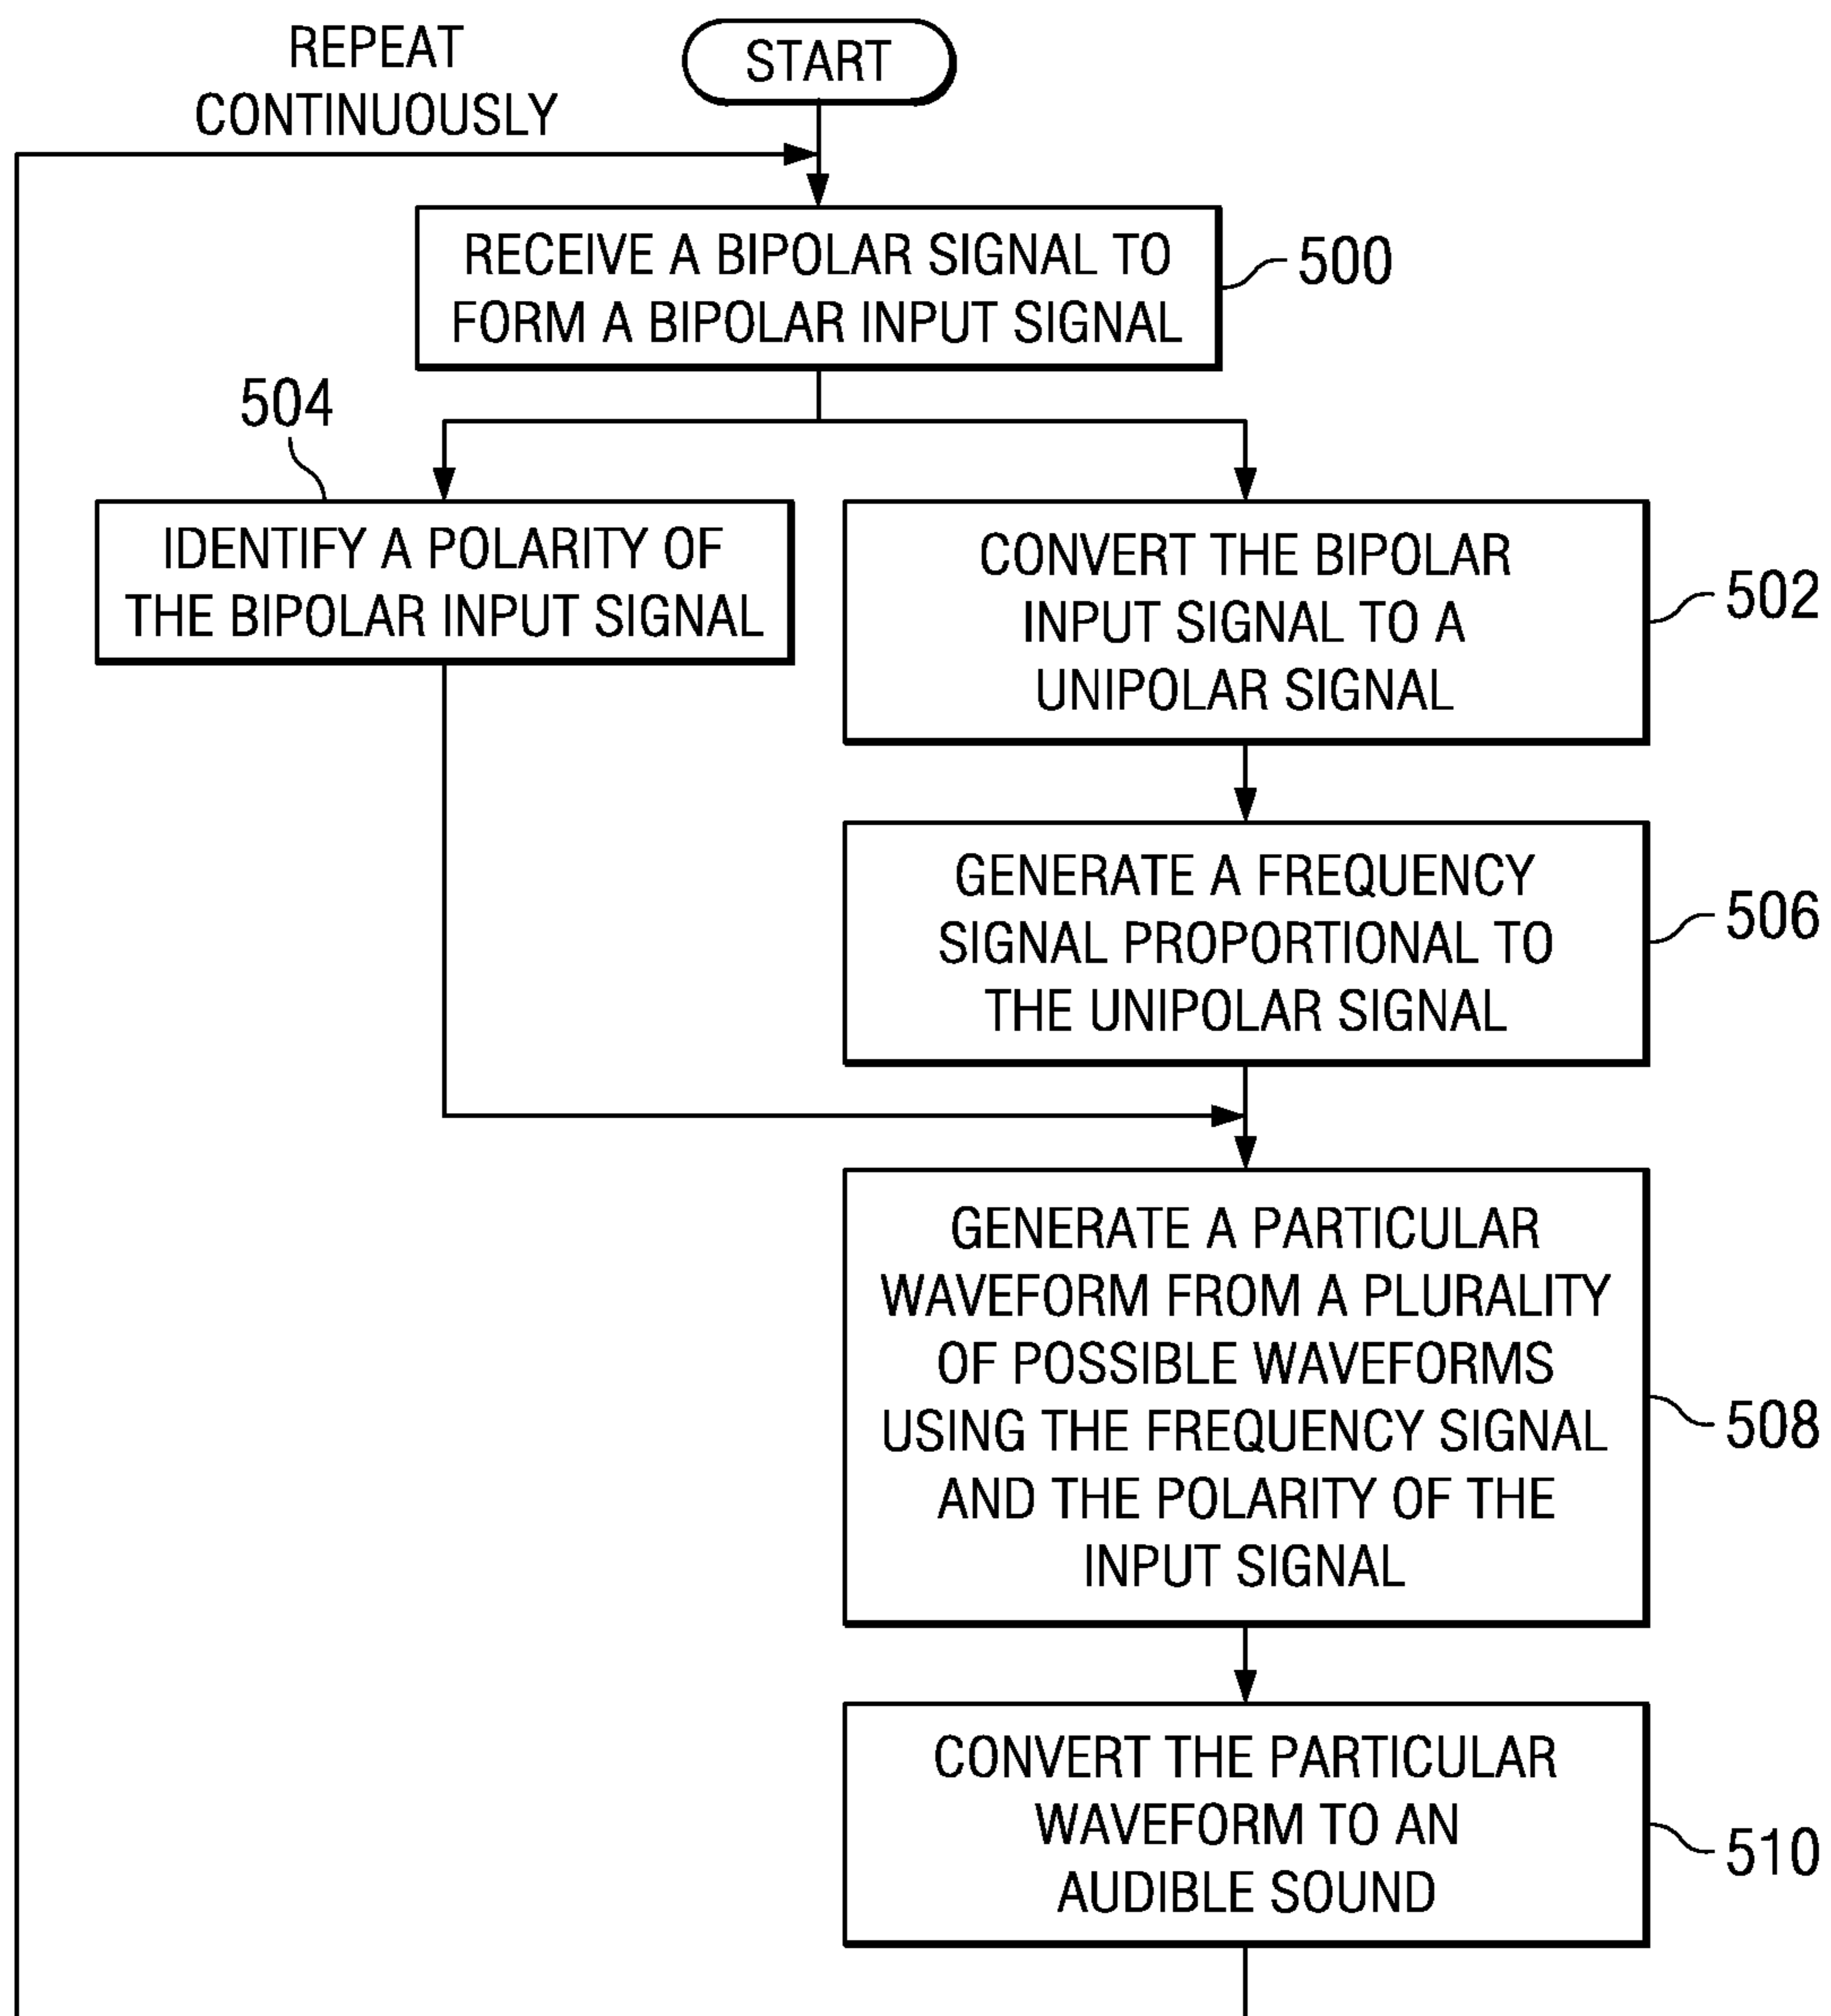 REPEAT
CONTINUOUSLY
START
RECEIVE A BIPOLAR SIGNAL TO
FORM A BIPOLAR INPUT SIGNAL
500
504
IDENTIFY A POLARITY OF
THE BIPOLAR INPUT SIGNAL
CONVERT THE BIPOLAR
INPUT SIGNAL TO A
UNIPOLAR SIGNAL
502
GENERATE A FREQUENCY
SIGNAL PROPORTIONAL TO
THE UNIPOLAR SIGNAL
506
GENERATE A PARTICULAR
WAVEFORM FROM A PLURALITY
OF POSSIBLE WAVEFORMS
USING THE FREQUENCY SIGNAL
AND THE POLARITY OF THE
INPUT SIGNAL
508
CONVERT THE PARTICULAR
WAVEFORM TO AN
AUDIBLE SOUND
510